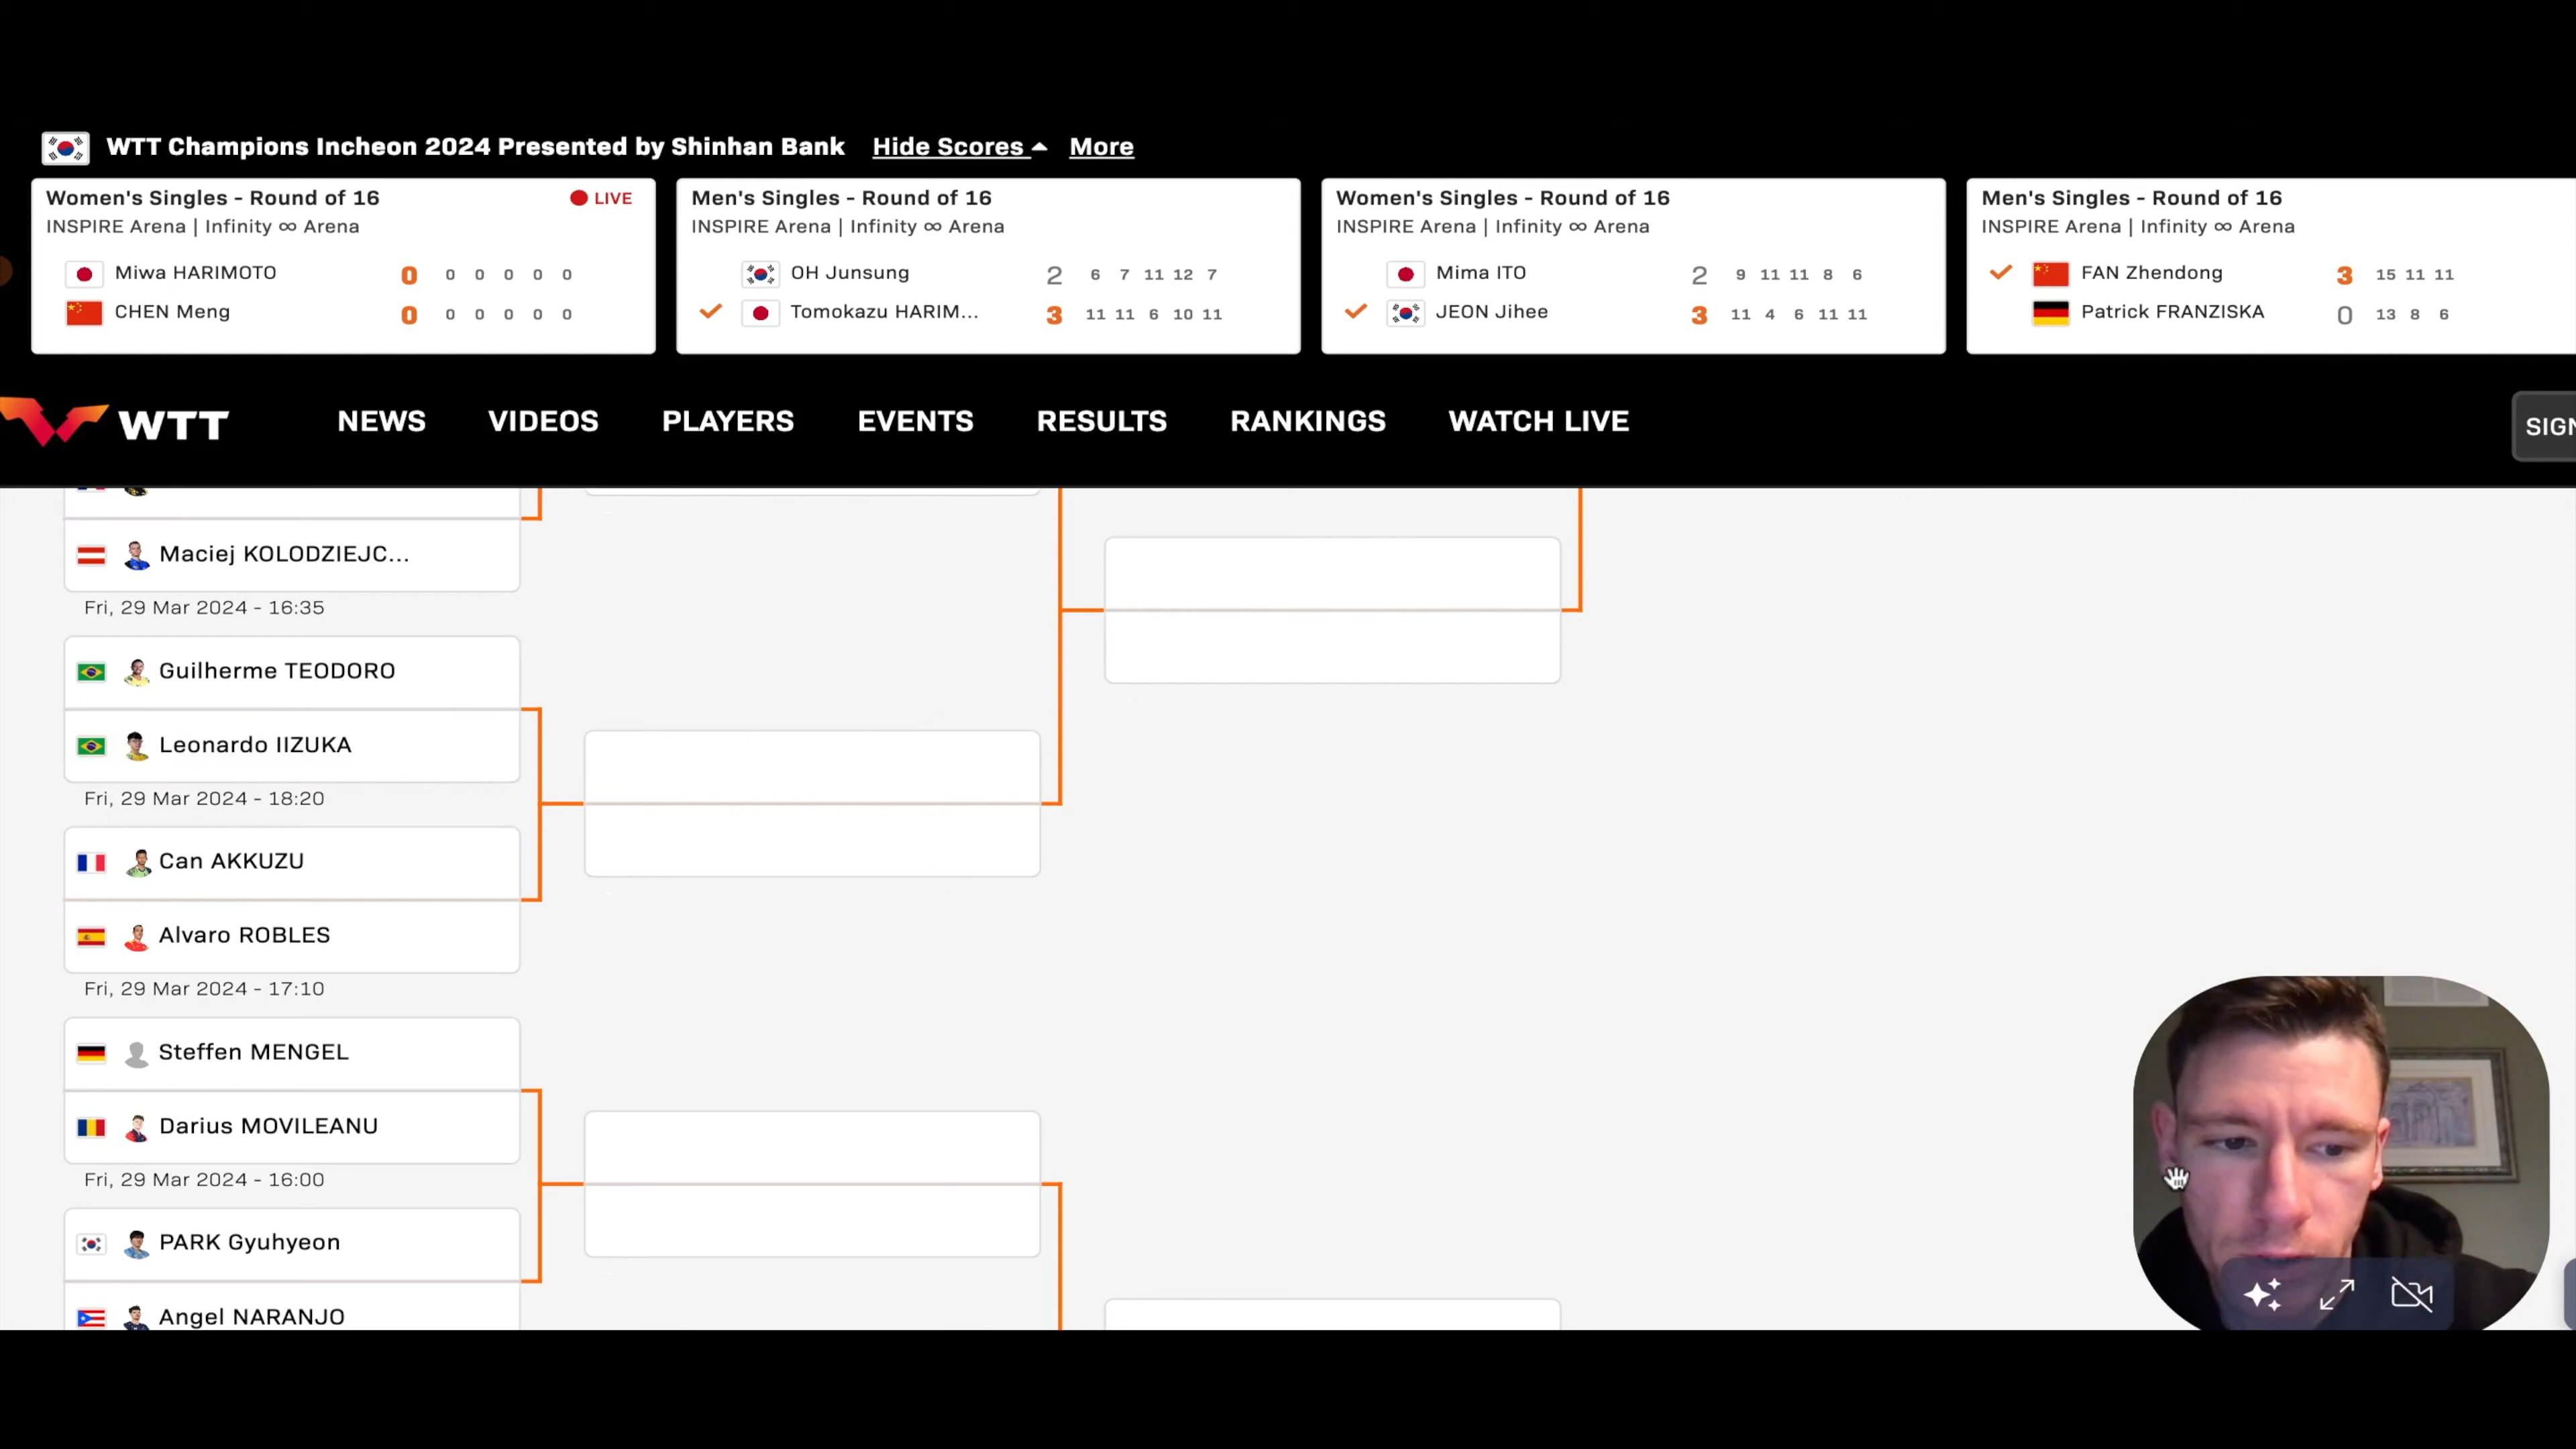 WTT Champions Incheon 2024 Presented by Shinhan Bank Hide Scores More
Women's Singles - Round of 16 LIVE
INSPIRE Arena | Infinity ∞ Arena
Miwa HARIMOTO 0 0 0 0 0 0
CHEN Meng 0 0 0 0 0 0
Men's Singles - Round of 16
INSPIRE Arena | Infinity ∞ Arena
OH Junsung 2 6 7 11 12 7
Tomokazu HARIM... 3 11 11 6 10 11
Women's Singles - Round of 16
INSPIRE Arena | Infinity ∞ Arena
Mima ITO 2 9 11 11 8 6
JEON Jihee 3 11 4 6 11 11
Men's Singles - Round of 16
INSPIRE Arena | Infinity ∞ Arena
FAN Zhendong 3 15 11 11
Patrick FRANZISKA 0 13 8 6
WTT NEWS VIDEOS PLAYERS EVENTS RESULTS RANKINGS WATCH LIVE SIGN
Maciej KOLODZIEJC...
Fri, 29 Mar 2024 - 16:35
Guilherme TEODORO
Leonardo IIZUKA
Fri, 29 Mar 2024 - 18:20
Can AKKUZU
Alvaro ROBLES
Fri, 29 Mar 2024 - 17:10
Steffen MENGEL
Darius MOVILEANU
Fri, 29 Mar 2024 - 16:00
PARK Gyuhyeon
Angel NARANJO